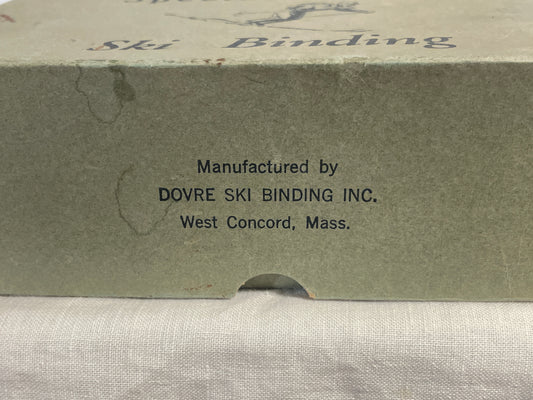 Ski Binding
Manufactured by
DOVRE SKI BINDING INC.
West Concord, Mass.